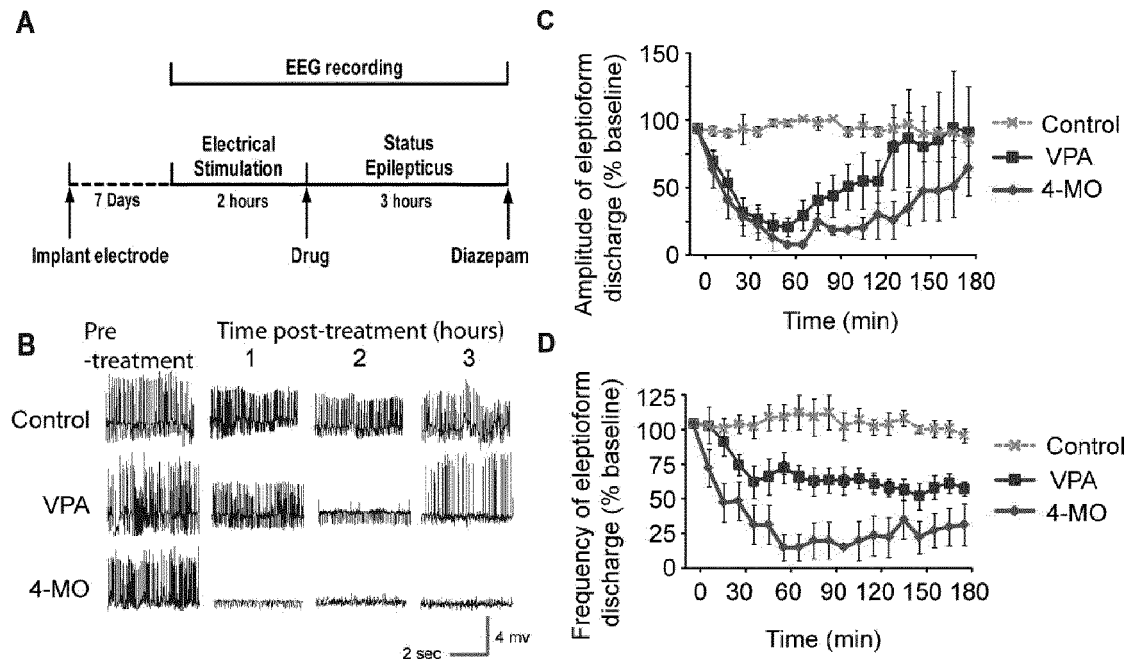 A
EEG recording
Electrical
Stimulation
Status
Epilepticus
7 Days
2 hours
3 hours
Implant electrode
Drug
Diazepam
B
Pre
-treatment
Time post-treatment (hours)
1
2
3
Control
VPA
4-MO
2 sec
4 mv
C
Amplitude of eleptioform
discharge (% baseline)
150
100
50
0
0
30
60
90
120
150
180
Time (min)
Control
VPA
4-MO
D
Frequency of eleptioform
discharge (% baseline)
125
100
75
50
25
0
0
30
60
90
120
150
180
Time (min)
Control
VPA
4-MO